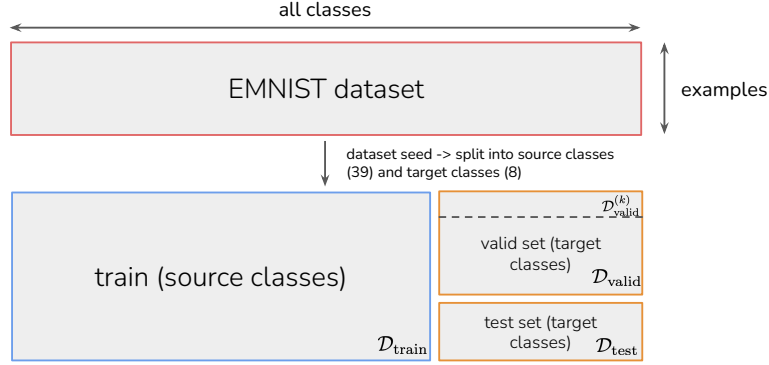 all classes
EMNIST dataset
examples
dataset seed -> split into source classes
(39) and target classes (8)
train (source classes)
𝒟train
𝒟valid(k)
valid set (target
classes)
𝒟valid
test set (target
classes)
𝒟test